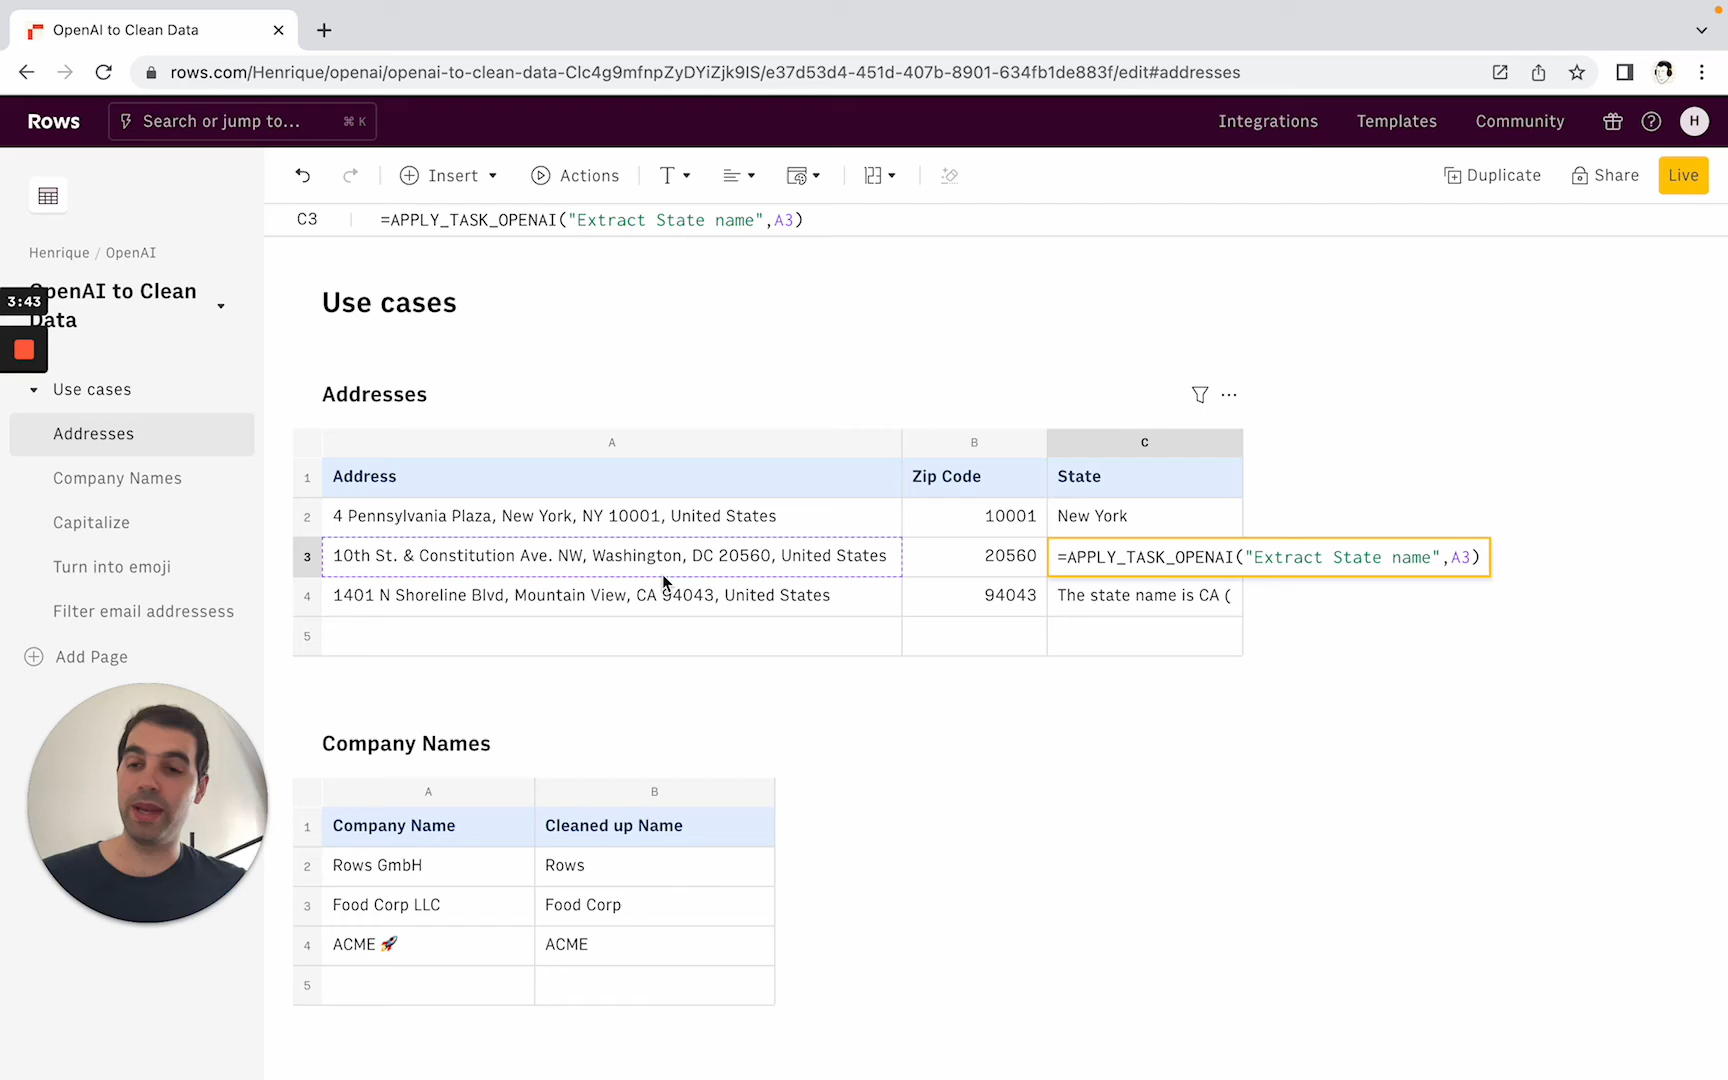 OpenAI to Clean Data
rows.com/Henrique/openai/openai-to-clean-data-Clc4g9mfnpZyDYiZjk9IS/e37d53d4-451d-407b-8901-634fb1de883f/edit#addresses
Rows
Search or jump to... ⌘ K
Integrations
Templates
Community
H
Insert
Actions
T
Duplicate
Share
Live
C3
=APPLY_TASK_OPENAI("Extract State name",A3)
Henrique / OpenAI
OpenAI to Clean
Data
3:43
Use cases
Addresses
Company Names
Capitalize
Turn into emoji
Filter email addressess
Add Page
Use cases
Addresses
A B C
1 Address Zip Code State
2 4 Pennsylvania Plaza, New York, NY 10001, United States 10001 New York
3 10th St. & Constitution Ave. NW, Washington, DC 20560, United States 20560 =APPLY_TASK_OPENAI("Extract State name",A3)
4 1401 N Shoreline Blvd, Mountain View, CA 94043, United States 94043 The state name is CA (
5
Company Names
A B
1 Company Name Cleaned up Name
2 Rows GmbH Rows
3 Food Corp LLC Food Corp
4 ACME 🚀 ACME
5